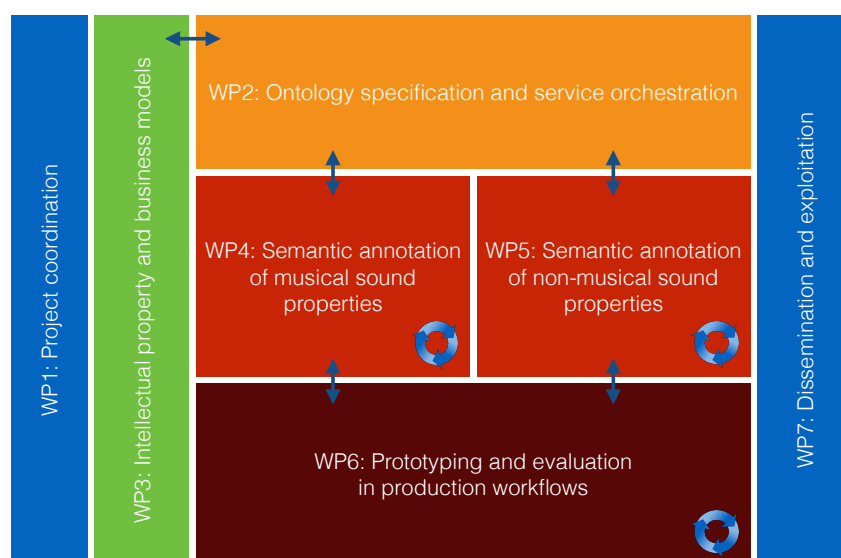 WP1: Project coordination
WP3: Intellectual property and business models
WP2: Ontology specification and service orchestration
WP4: Semantic annotation
of musical sound
properties
WP5: Semantic annotation
of non-musical sound
properties
WP6: Prototyping and evaluation
in production workflows
WP7: Dissemination and exploitation